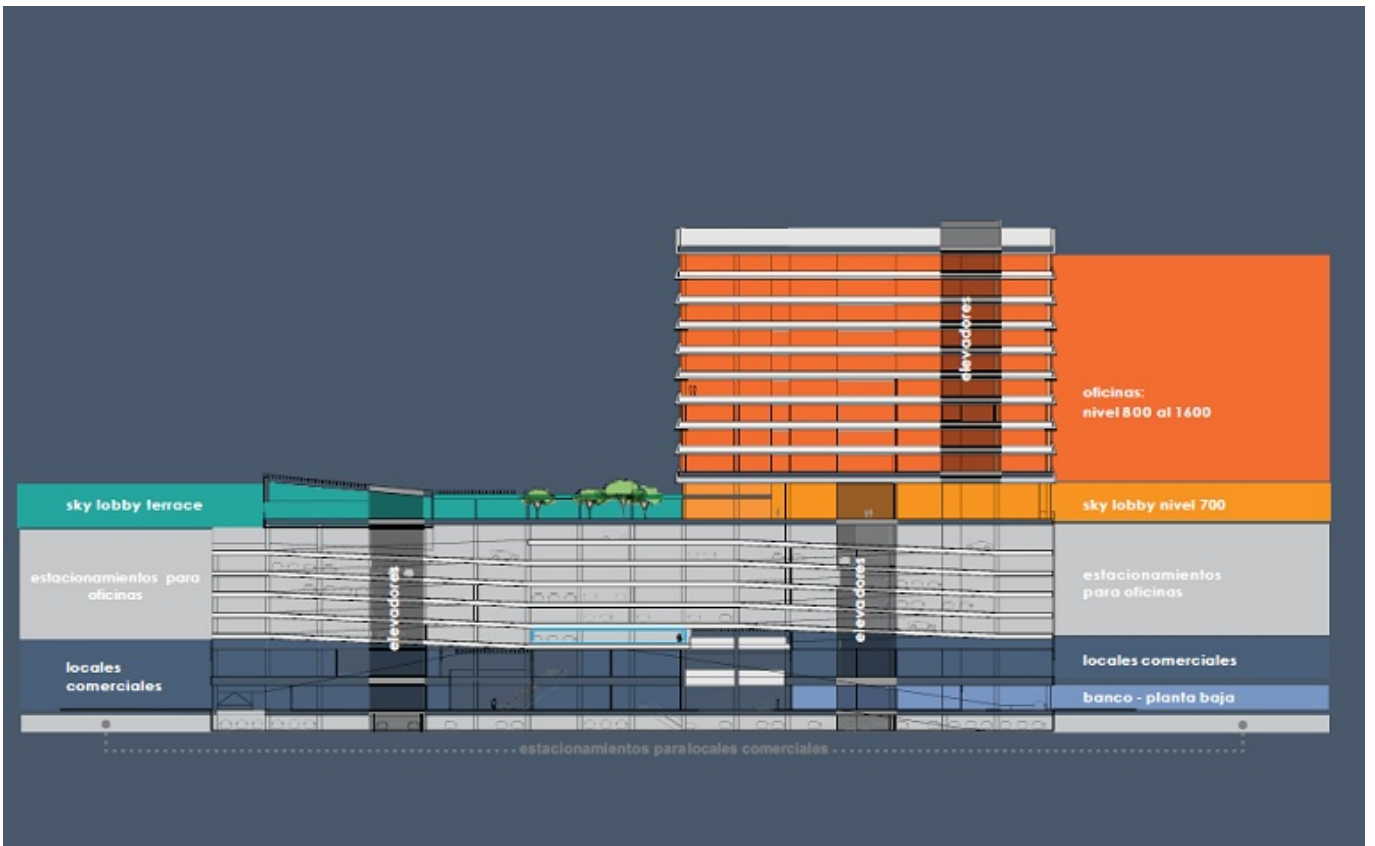 elevadores
oficinas:
nivel 800 al 1600
sky lobby terrace
sky lobby nivel 700
estacionamientos para
oficinas
elevadores
elevadores
estacionamientos
para oficinas
locales
comerciales
locales comerciales
banco - planta baja
estacionamientos para locales comerciales